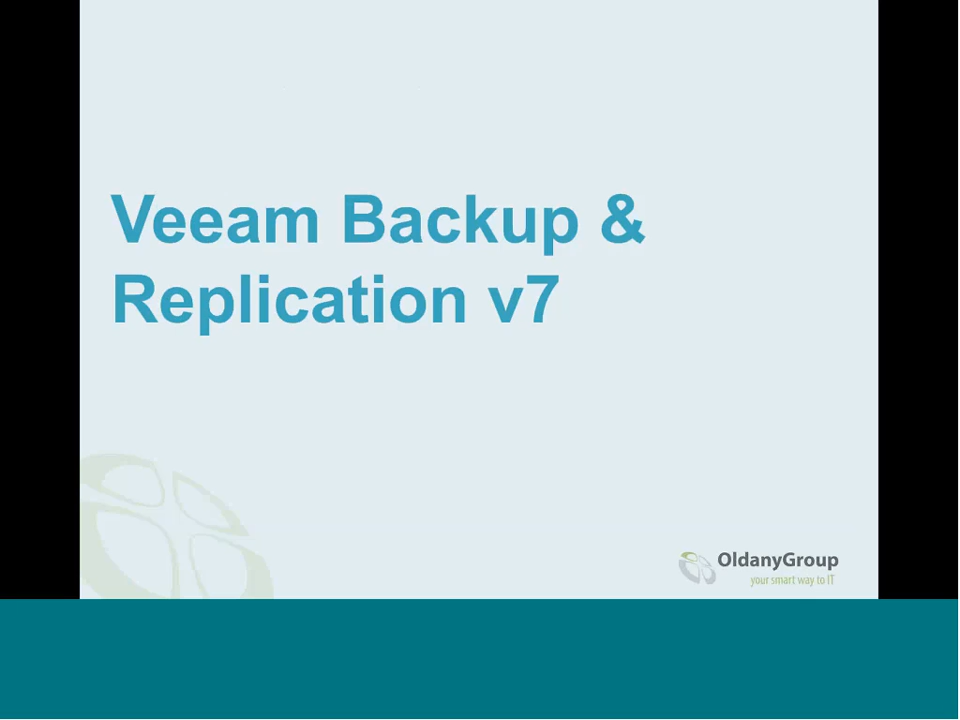 Veeam Backup &
Replication v7
OldanyGroup
your smart way to IT